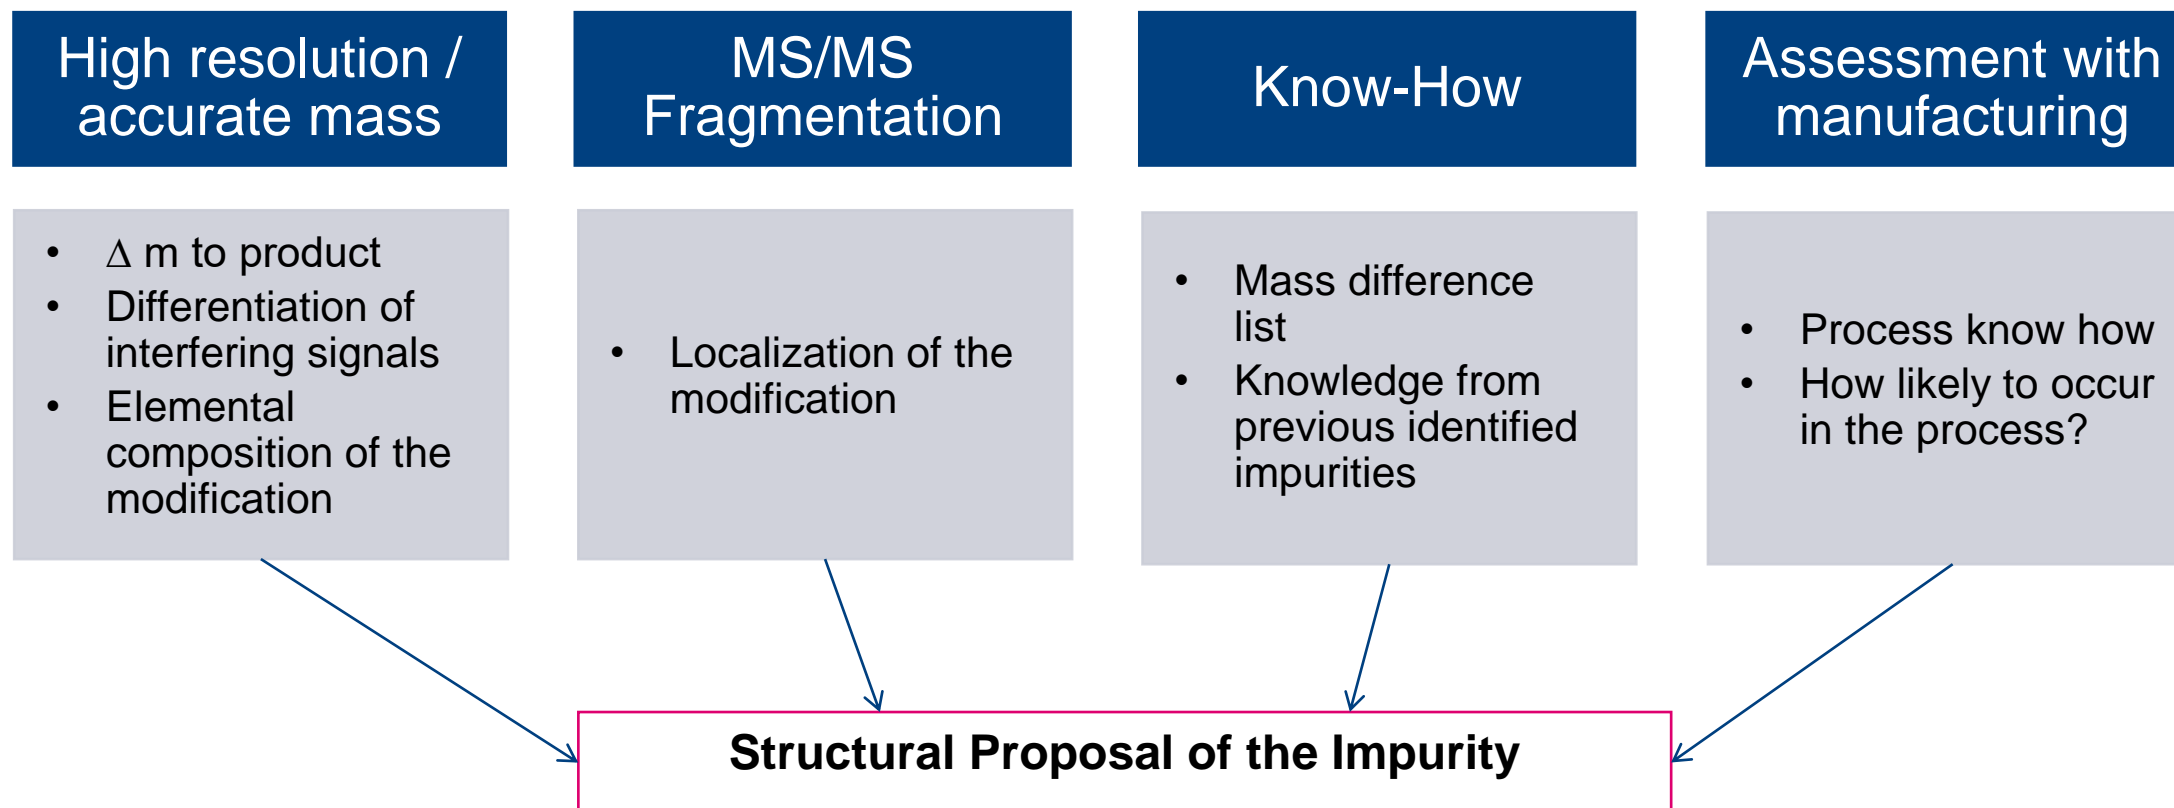 High resolution /
accurate mass
MS/MS
Fragmentation
Know-How
Assessment with
manufacturing
• Δ m to product
• Differentiation of
interfering signals
• Elemental
composition of the
modification
• Localization of the
modification
• Mass difference
list
• Knowledge from
previous identified
impurities
• Process know how
• How likely to occur
in the process?
Structural Proposal of the Impurity